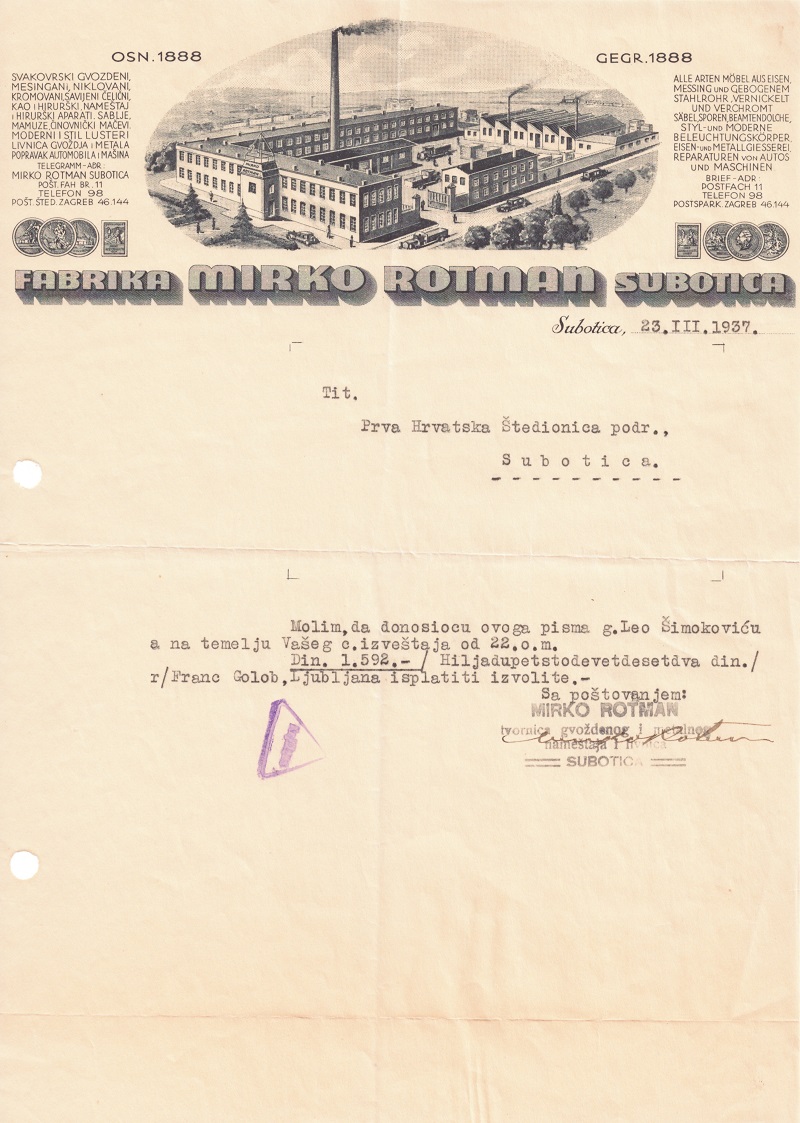 OSN. 1888
SVAKOVRSKI GVOZDENI,
MESINGANI, NIKLOVANI,
KROMOVANI, SAVIJENI ČELIČNI,
KAO I HIRURŠKI, NAMEŠTAJ
I HIRURŠKI APARATI. SABLJE,
MAMUZE, ČINOVNIČKI MAČEVI.
MODERNI I STIL LUSTERI
LIVNICA GVOŽDJA I METALA
POPRAVAK AUTOMOBILA I MAŠINA
TELEGRAMM-ADR:
MIRKO ROTMAN SUBOTICA
POŠT. FAH BR. 11
TELEFON 98
POŠT. ŠTED. ZAGREB 46.144
GEGR. 1888
ALLE ARTEN MÖBEL AUS EISEN,
MESSING UND GEBOGENEM
STAHLROHR, VERNICKELT
UND VERCHROMT
SÄBEL, SPOREN, BEAMTENDOLCHE,
STYL- UND MODERNE
BELEUCHTUNGSKÖRPER,
EISEN- UND METALLGIESSEREI.
REPARATUREN VON AUTOS
UND MASCHINEN
BRIEF-ADR:
POSTFACH 11
TELEFON 98
POSTSPARK. ZAGREB 46.144
FABRIKA MIRKO ROTMAN SUBOTICA
Subotica, 23.III.1937.
Tit.
Prva Hrvatska Štedionica podr.,
Subotica.
Molim, da donosiocu ovoga pisma g. Leo Šimokoviću
a na temelju Vašeg c. izveštaja od 22.o.m.
Din. 1.592.- / Hiljadupetstodevetdesetdva din./
r/Franc Golob, Ljubljana isplatiti izvolite.-
Sa poštovanjem:
MIRKO ROTMAN
tvornica gvoždenog i metalnog
nameštaja i livnica
SUBOTICA